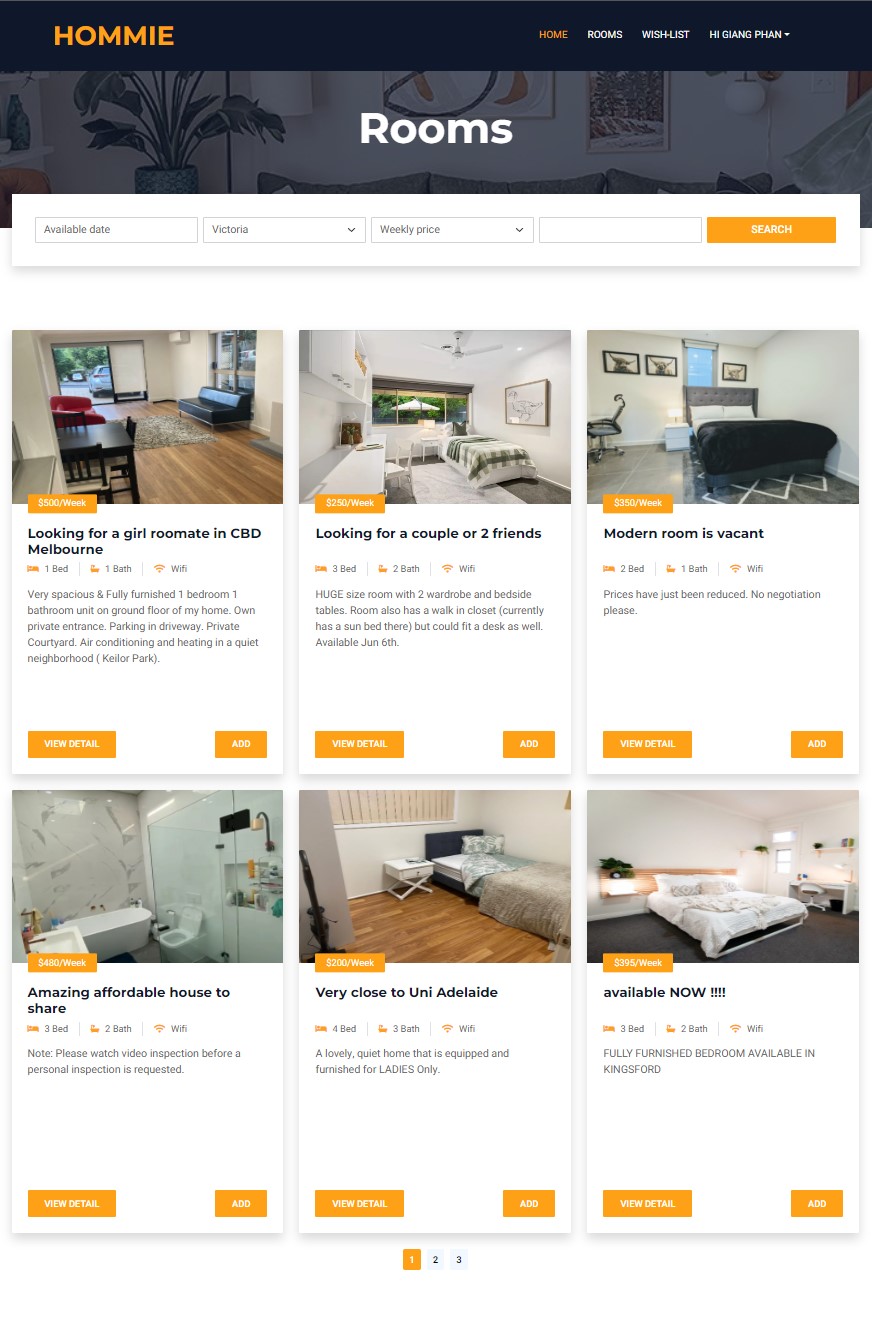 HOMMIE
HOME ROOMS WISH-LIST HI GIANG PHAN
Rooms
Available date Victoria Weekly price SEARCH
$500/Week
Looking for a girl roomate in CBD
Melbourne
1 Bed 1 Bath Wifi
Very spacious & Fully furnished 1 bedroom 1
bathroom unit on ground floor of my home. Own
private entrance. Parking in driveway. Private
Courtyard. Air conditioning and heating in a quiet
neighborhood ( Keilor Park).
VIEW DETAIL ADD
$250/Week
Looking for a couple or 2 friends
3 Bed 2 Bath Wifi
HUGE size room with 2 wardrobe and bedside
tables. Room also has a walk in closet (currently
has a sun bed there) but could fit a desk as well.
Available Jun 6th.
VIEW DETAIL ADD
$350/Week
Modern room is vacant
2 Bed 1 Bath Wifi
Prices have just been reduced. No negotiation
please.
VIEW DETAIL ADD
$480/Week
Amazing affordable house to
share
3 Bed 2 Bath Wifi
Note: Please watch video inspection before a
personal inspection is requested.
VIEW DETAIL ADD
$200/Week
Very close to Uni Adelaide
4 Bed 3 Bath Wifi
A lovely, quiet home that is equipped and
furnished for LADIES Only.
VIEW DETAIL ADD
$395/Week
available NOW !!!!
3 Bed 2 Bath Wifi
FULLY FURNISHED BEDROOM AVAILABLE IN
KINGSFORD
VIEW DETAIL ADD
1 2 3